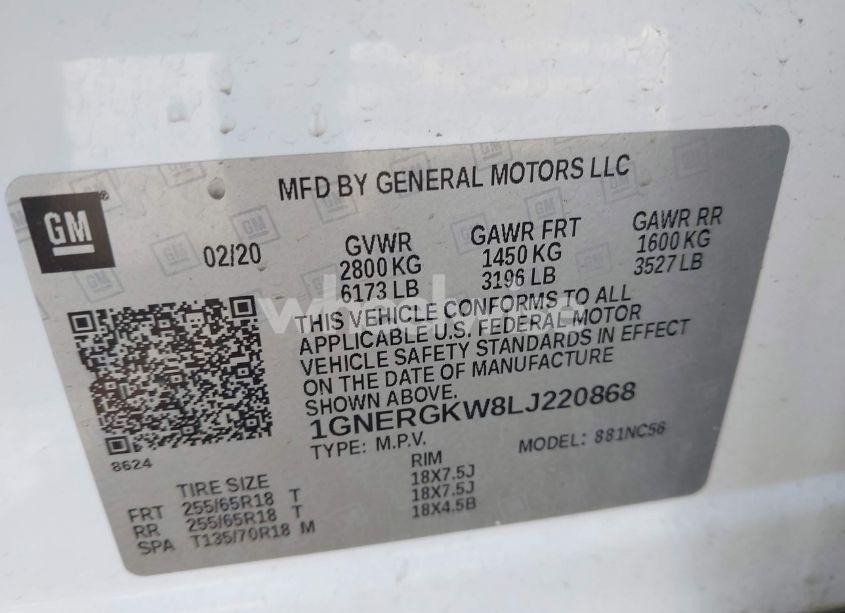 MFD BY GENERAL MOTORS LLC
GM
02/20
GVWR
2800 KG
6173 LB
GAWR FRT
1450 KG
3196 LB
GAWR RR
1600 KG
3527 LB
THIS VEHICLE CONFORMS TO ALL
APPLICABLE U.S. FEDERAL MOTOR
VEHICLE SAFETY STANDARDS IN EFFECT
ON THE DATE OF MANUFACTURE
SHOWN ABOVE.
1GNERGKW8LJ220868
TYPE: M.P.V. MODEL: 881NC56
8624
TIRE SIZE RIM
FRT 255/65R18 T 18X7.5J
RR 255/65R18 T 18X7.5J
SPA T135/70R18 M 18X4.5B